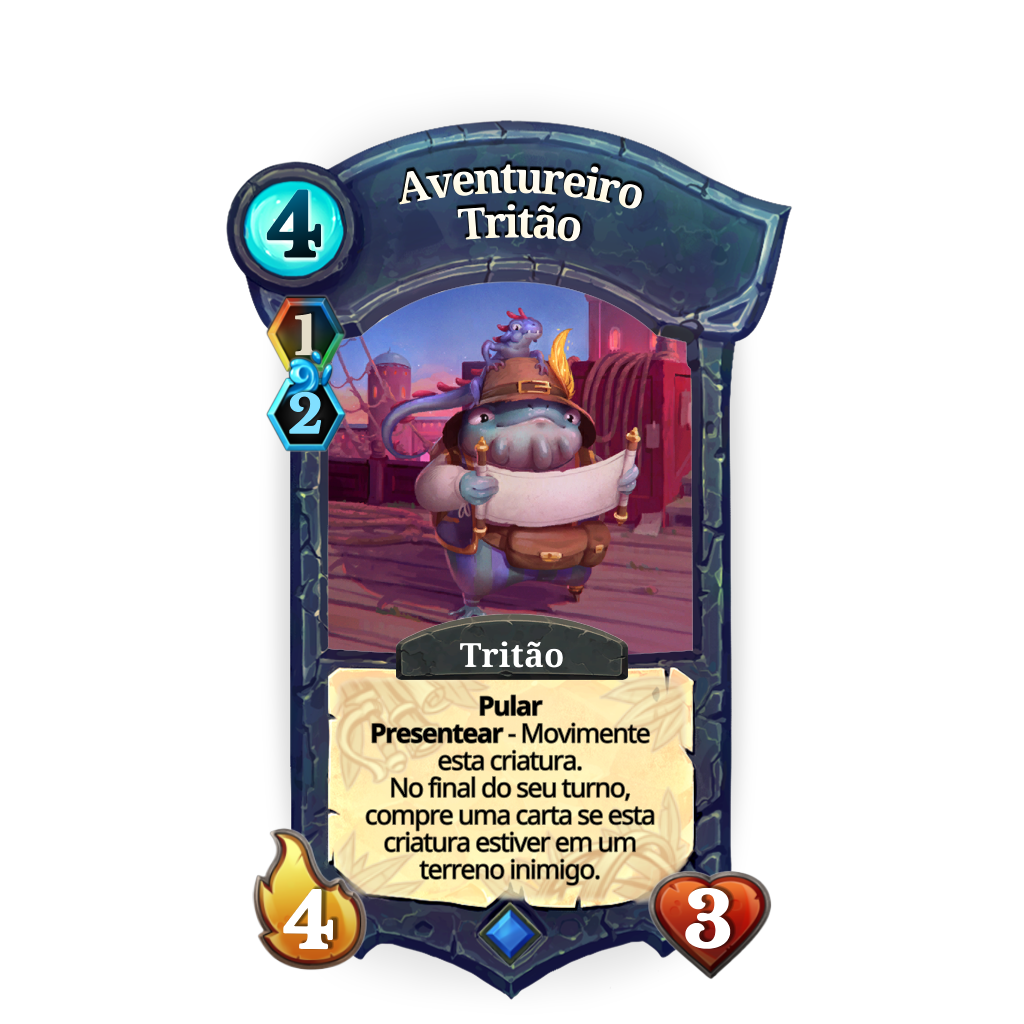 Aventureiro
Tritão
4
1
2
Tritão
Pular
Presentear - Movimente
esta criatura.
No final do seu turno,
compre uma carta se esta
criatura estiver em um
terreno inimigo.
4
3